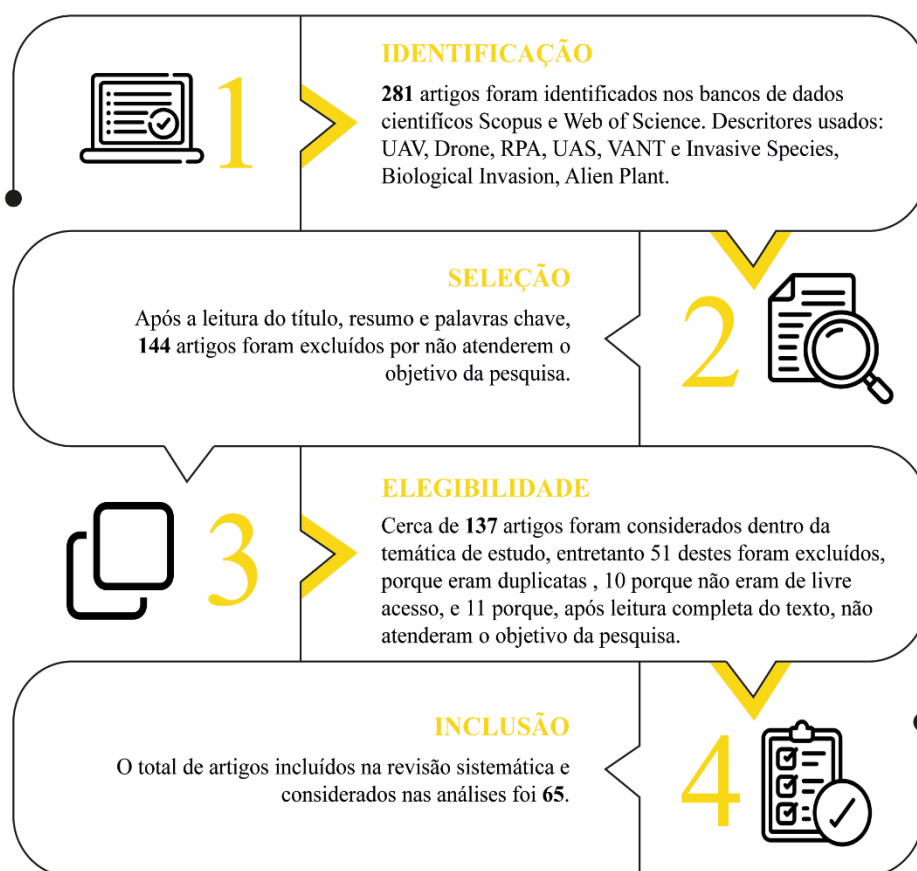 1
IDENTIFICAÇÃO
281 artigos foram identificados nos bancos de dados
científicos Scopus e Web of Science. Descritores usados:
UAV, Drone, RPA, UAS, VANT e Invasive Species,
Biological Invasion, Alien Plant.
SELEÇÃO
Após a leitura do título, resumo e palavras chave,
144 artigos foram excluídos por não atenderem o
objetivo da pesquisa.
2
3
ELEGIBILIDADE
Cerca de 137 artigos foram considerados dentro da
temática de estudo, entretanto 51 destes foram excluídos,
porque eram duplicatas , 10 porque não eram de livre
acesso, e 11 porque, após leitura completa do texto, não
atenderam o objetivo da pesquisa.
INCLUSÃO
O total de artigos incluídos na revisão sistemática e
considerados nas análises foi 65.
4